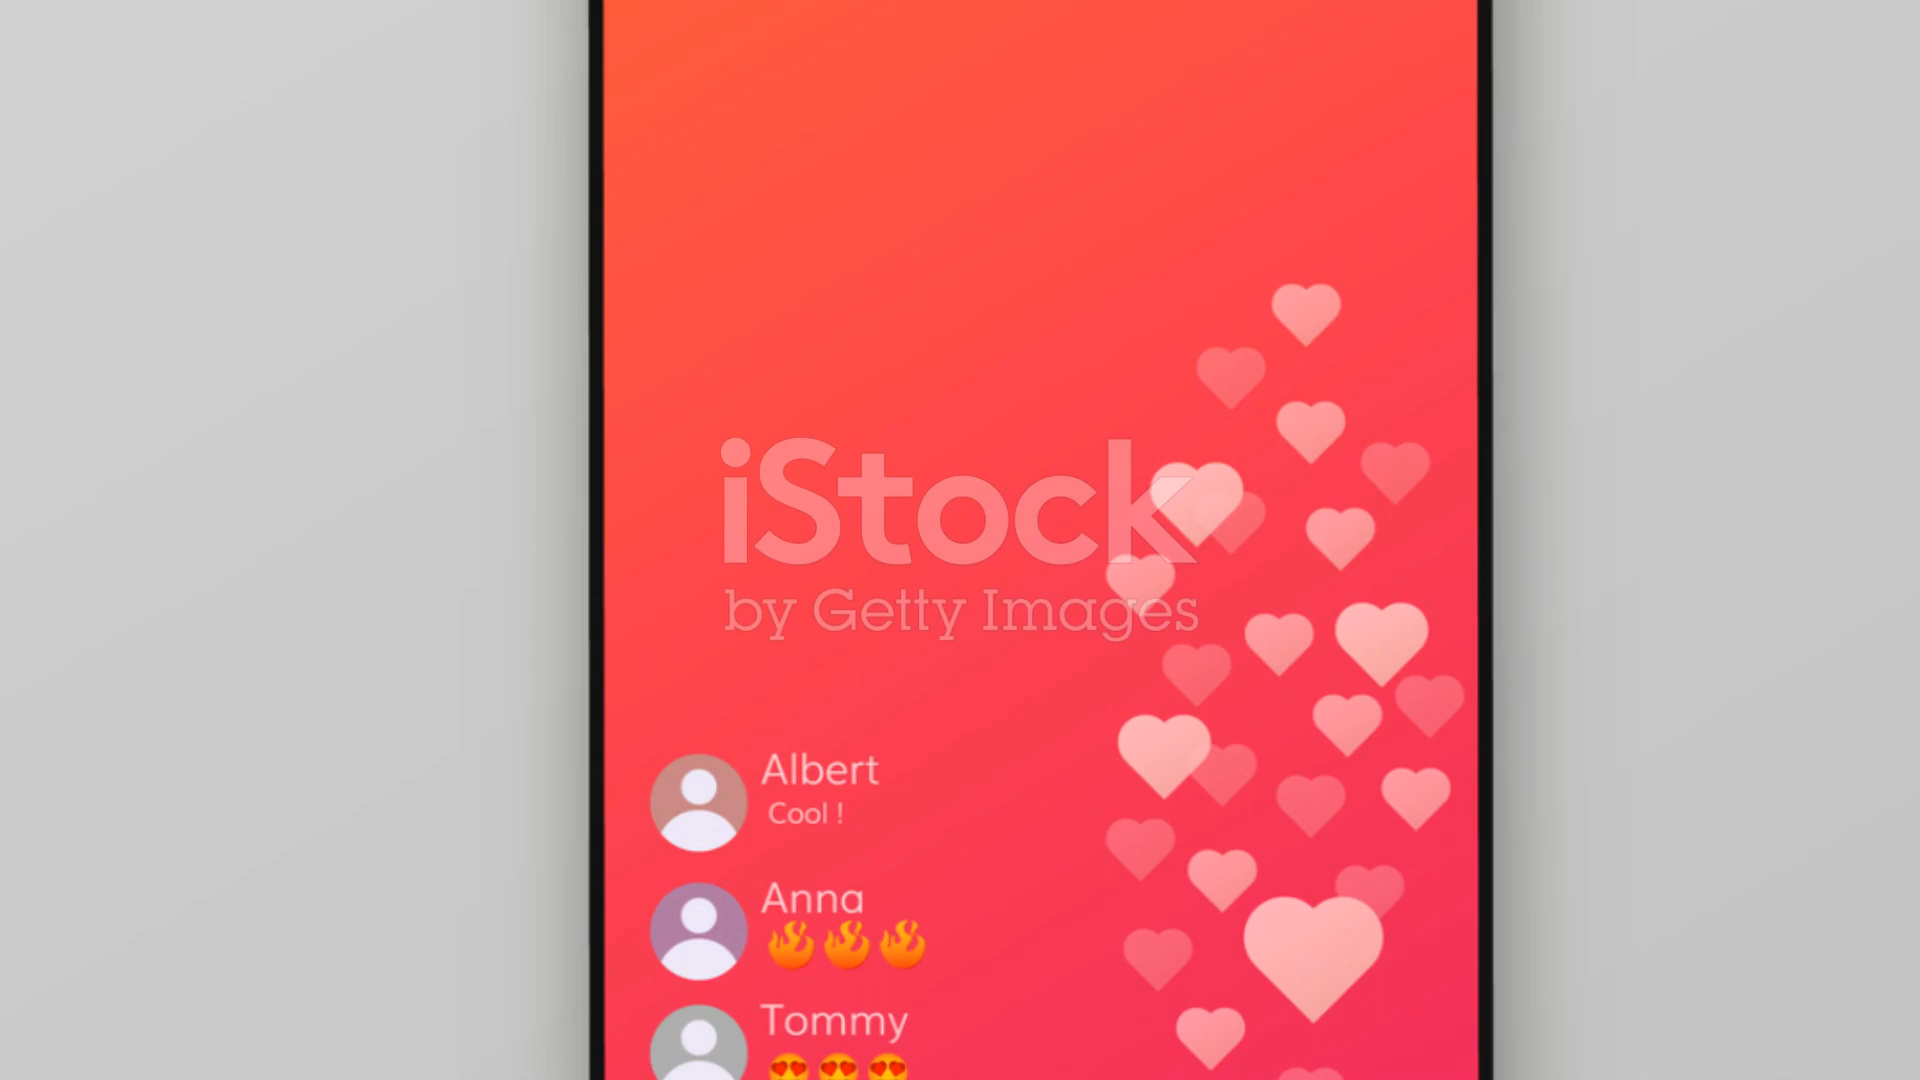 iStock
by Getty Images
Albert
Cool !
Anna
🔥🔥🔥
Tommy
😍😍😍